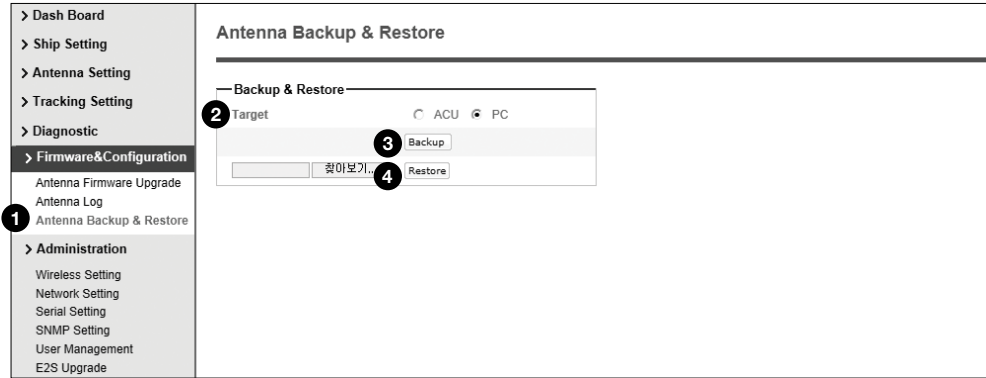 > Dash Board
> Ship Setting
> Antenna Setting
> Tracking Setting
> Diagnostic
> Firmware&Configuration
Antenna Firmware Upgrade
Antenna Log
1 Antenna Backup & Restore
> Administration
Wireless Setting
Network Setting
Serial Setting
SNMP Setting
User Management
E2S Upgrade
Antenna Backup & Restore
Backup & Restore
2 Target ACU PC
3 Backup
찾아보기... 4 Restore